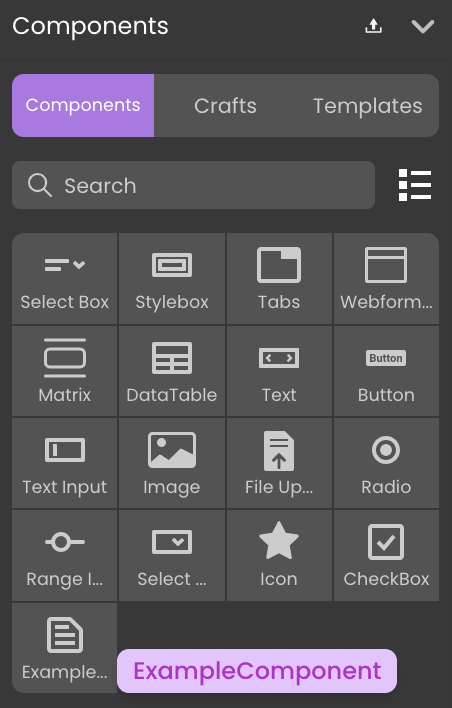 Components
Components Crafts Templates
Search
Select Box Stylebox Tabs Webform...
Button
Matrix DataTable Text Button
Text Input Image File Up... Radio
Range I... Select ... Icon CheckBox
Example... ExampleComponent